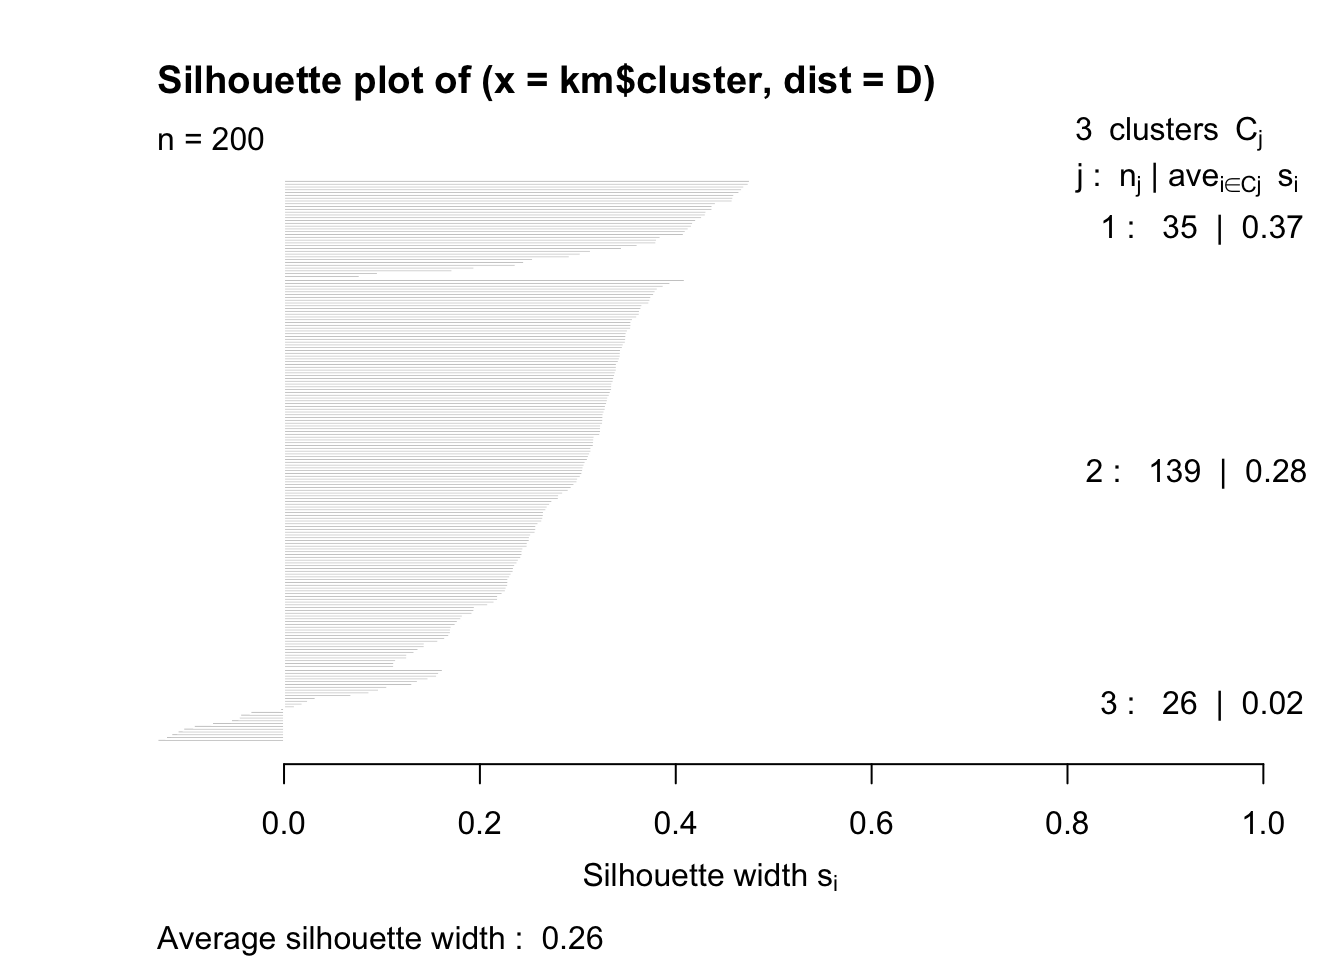 Silhouette plot of (x = km$cluster, dist = D)
n = 200
3 clusters Cj
j : nj | avei∈Cj si
1 : 35 | 0.37
2 : 139 | 0.28
3 : 26 | 0.02
0.0 0.2 0.4 0.6 0.8 1.0
Silhouette width si
Average silhouette width : 0.26